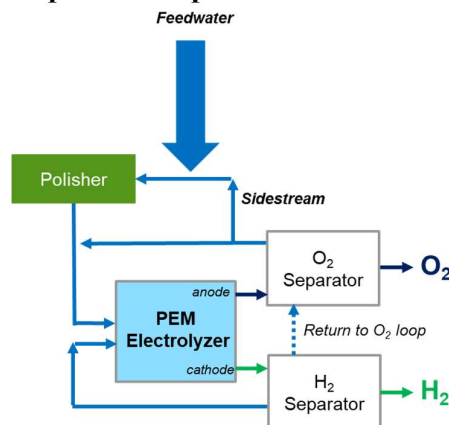 Feedwater
Polisher
Sidestream
O₂
Separator
O₂
anode
PEM
Electrolyzer
Return to O₂ loop
cathode
H₂
Separator
H₂